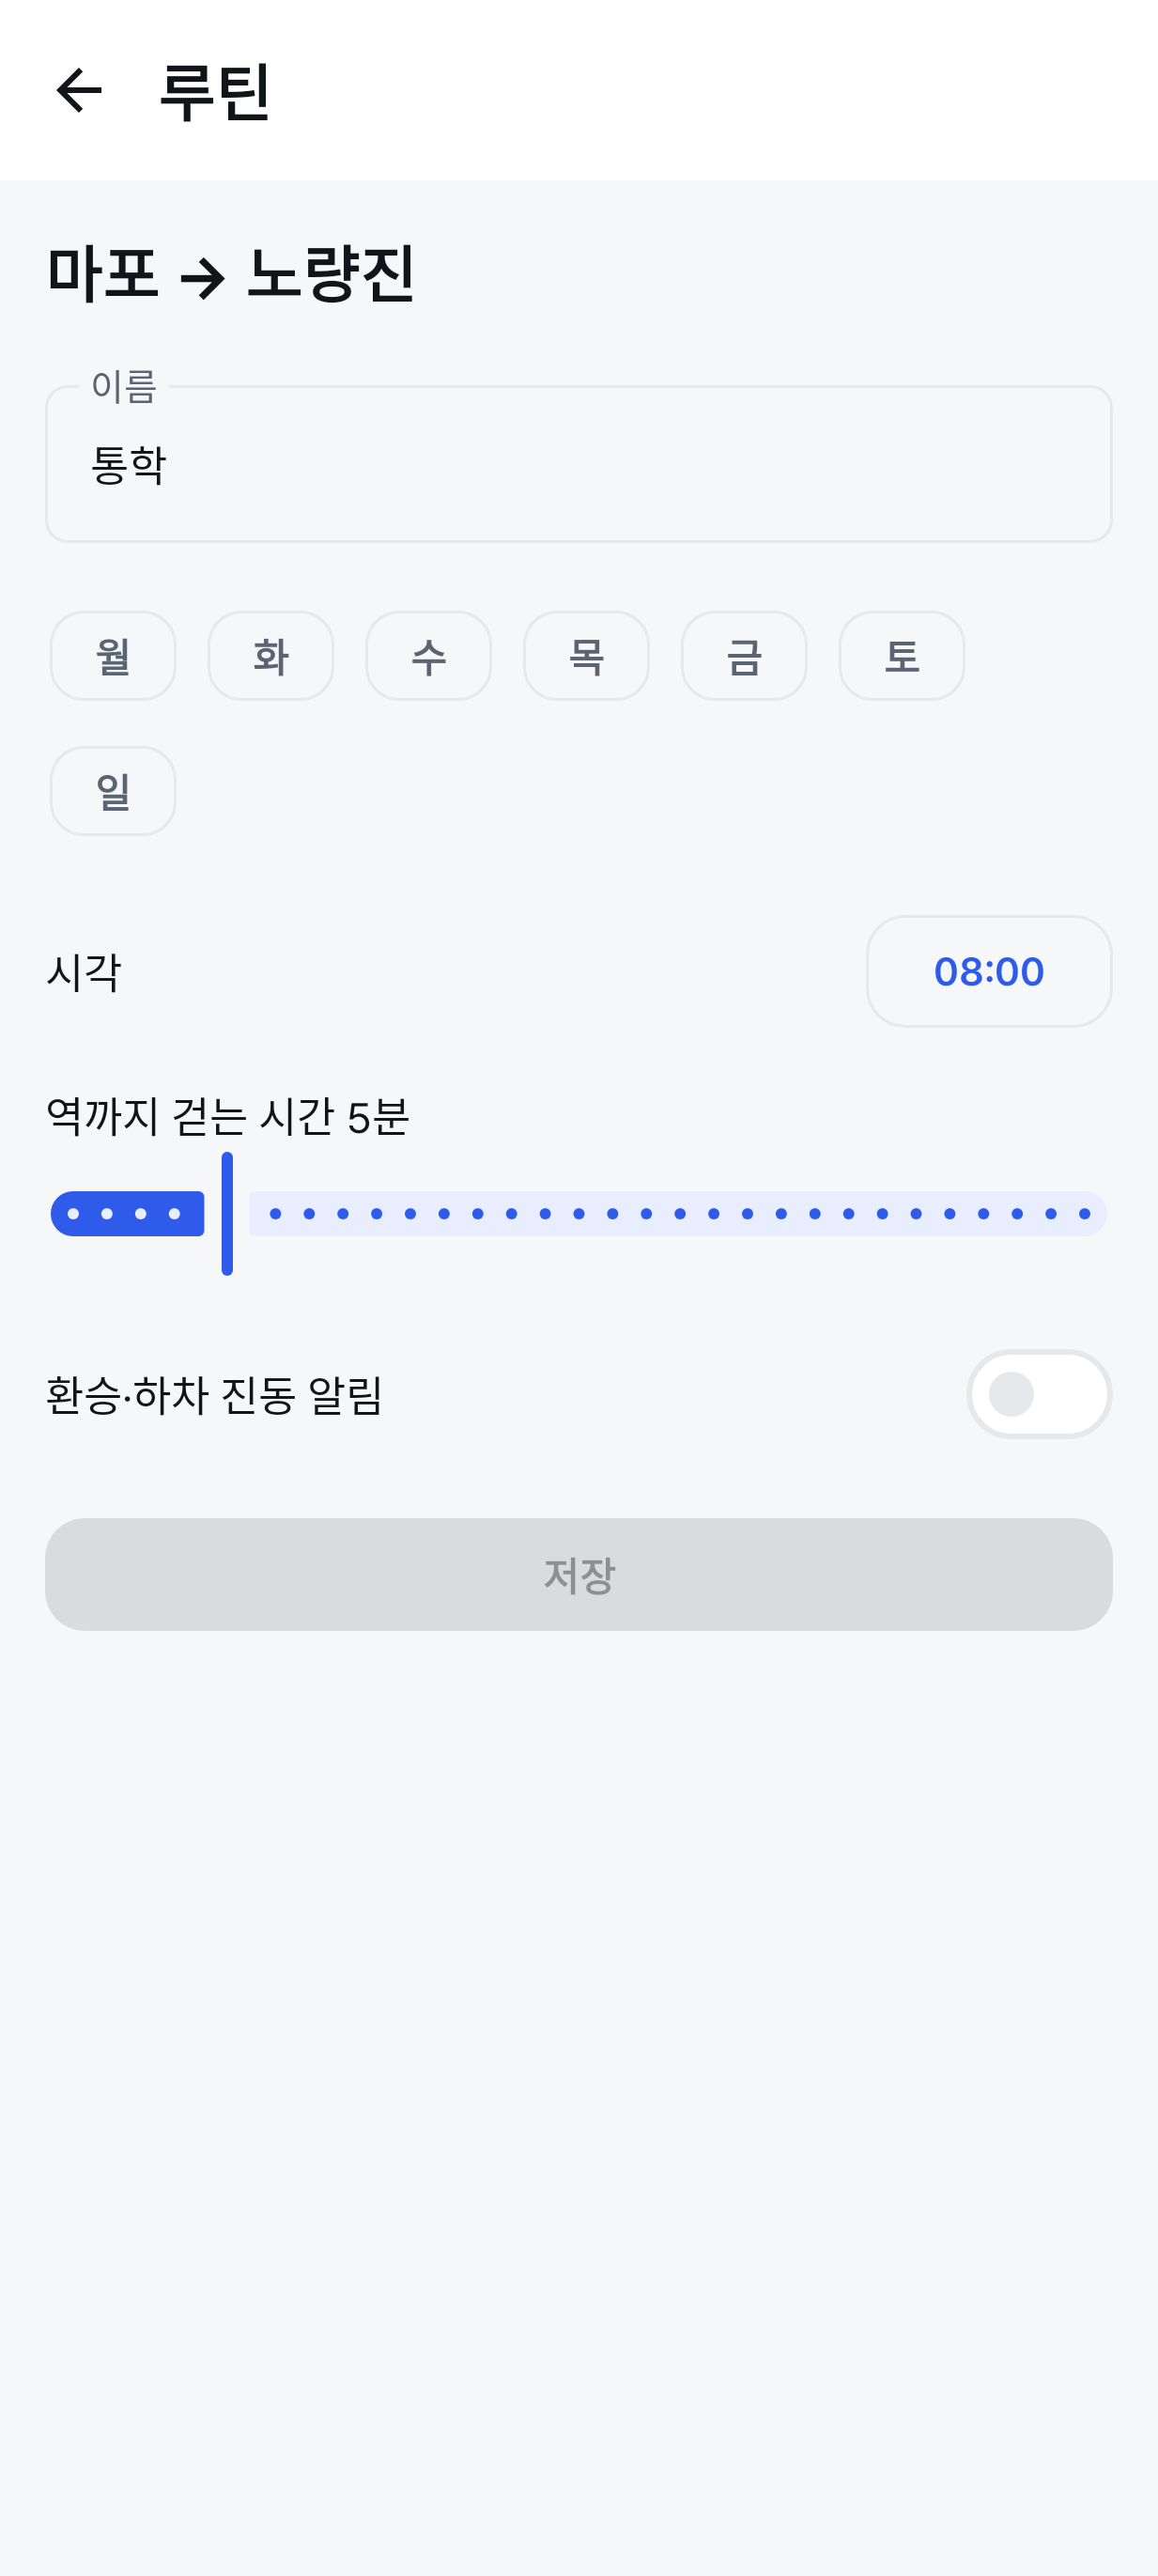 루틴
마포 → 노량진
이름
통학
월 화 수 목 금 토
일
시각 08:00
역까지 걷는 시간 5분
환승·하차 진동 알림
저장